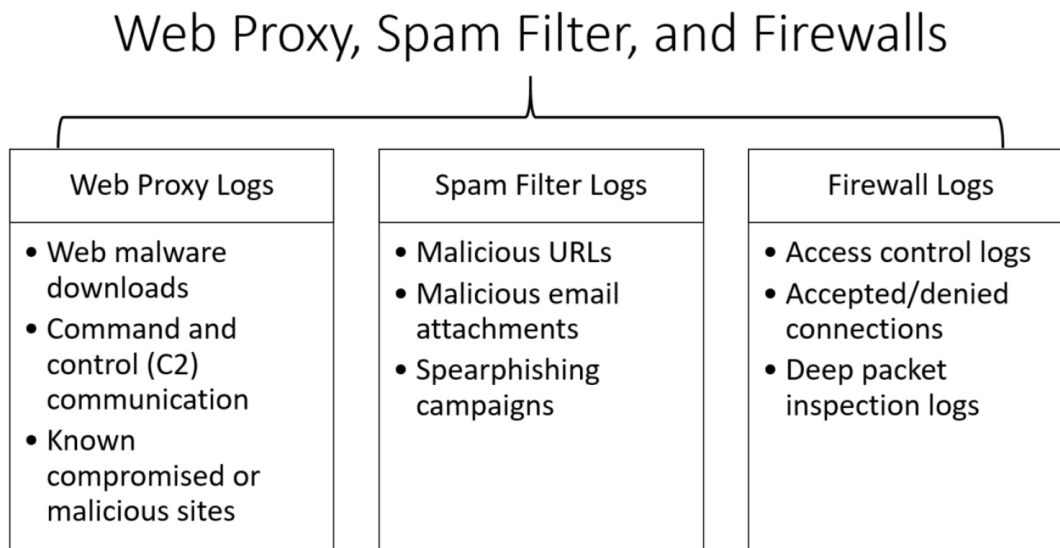 Web Proxy, Spam Filter, and Firewalls
Web Proxy Logs
• Web malware
downloads
• Command and
control (C2)
communication
• Known
compromised or
malicious sites
Spam Filter Logs
• Malicious URLs
• Malicious email
attachments
• Spearphishing
campaigns
Firewall Logs
• Access control logs
• Accepted/denied
connections
• Deep packet
inspection logs